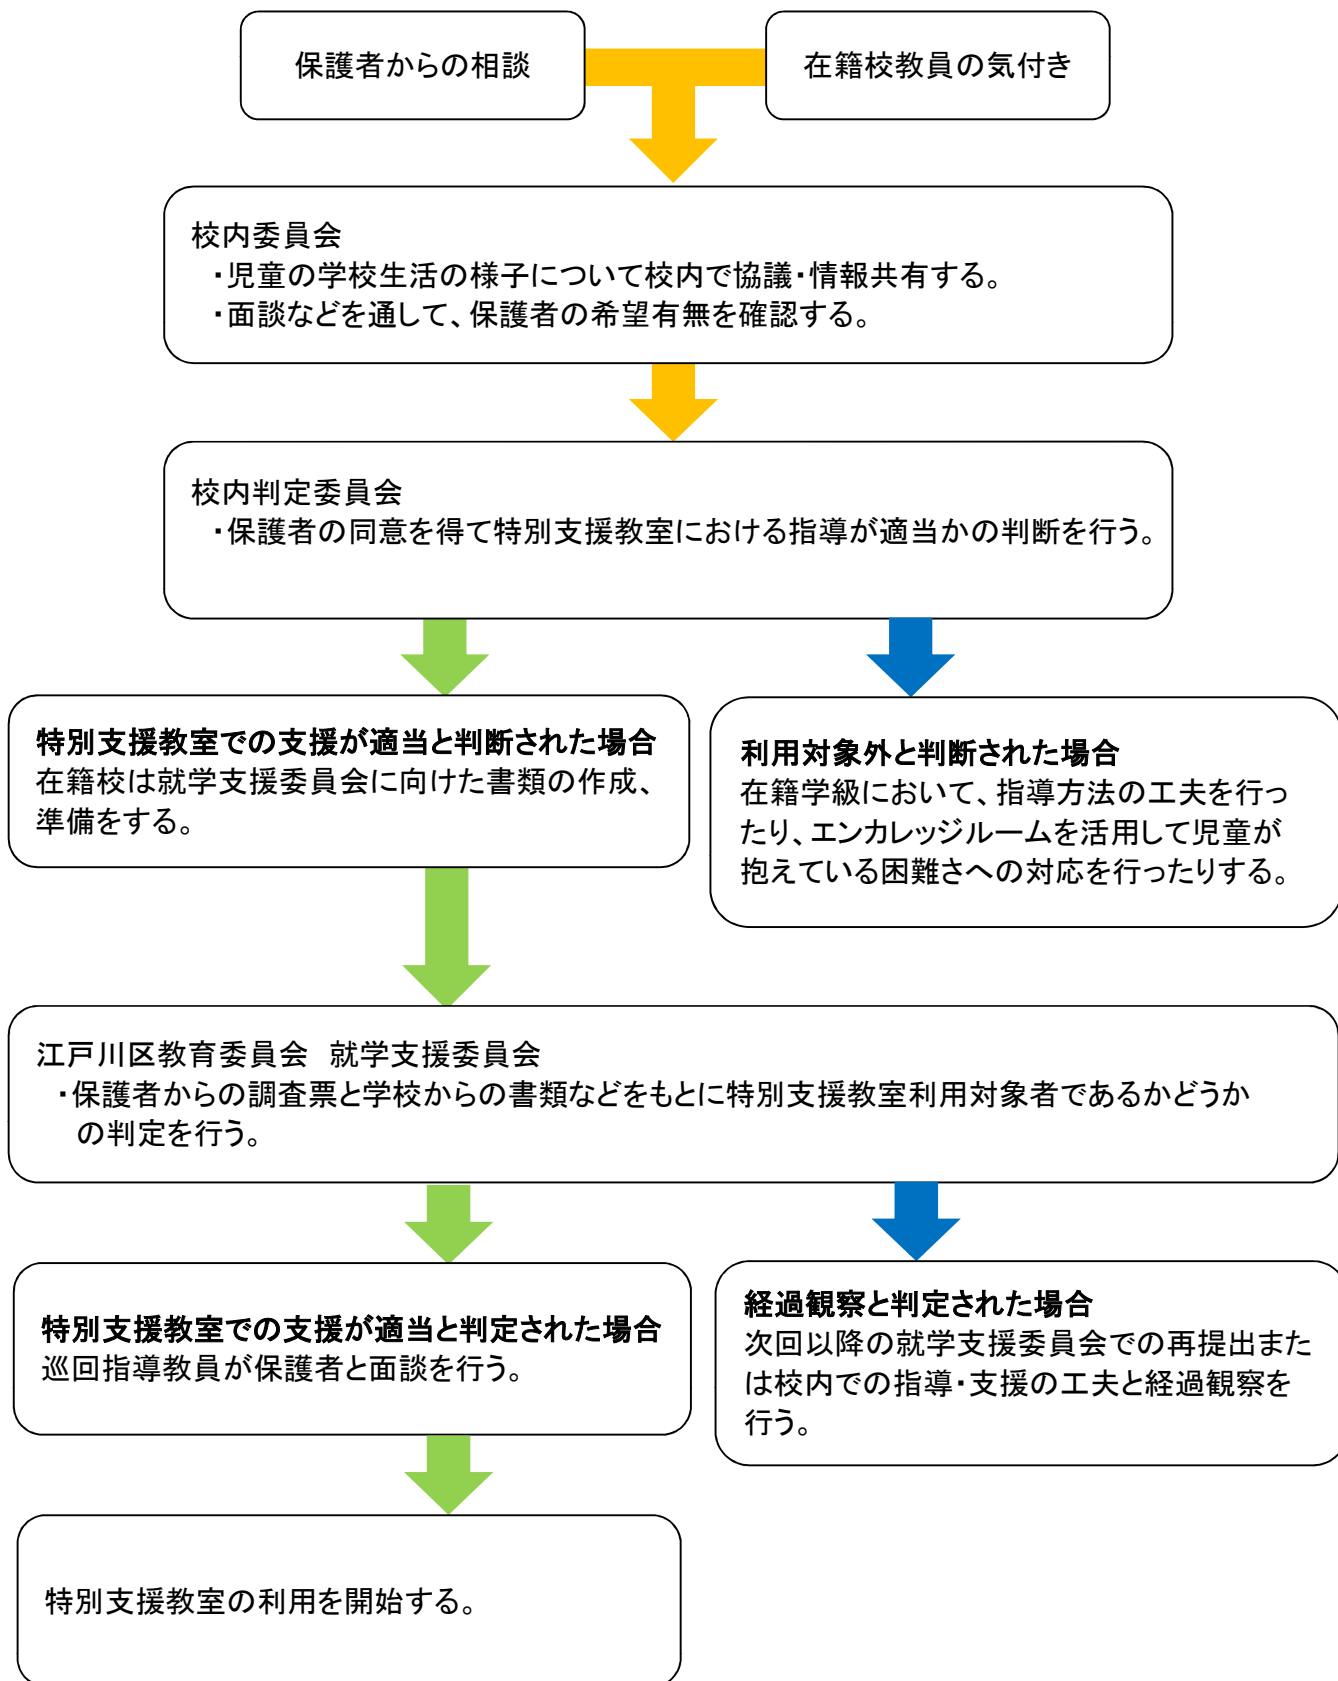 保護者からの相談
在籍校教員の気付き
校内委員会
・児童の学校生活の様子について校内で協議・情報共有する。
・面談などを通して、保護者の希望有無を確認する。
校内判定委員会
・保護者の同意を得て特別支援教室における指導が適当かの判断を行う。
特別支援教室での支援が適当と判断された場合
在籍校は就学支援委員会に向けた書類の作成、
準備をする。
利用対象外と判断された場合
在籍学級において、指導方法の工夫を行っ
たり、エンカレッジルームを活用して児童が
抱えている困難さへの対応を行ったりする。
江戸川区教育委員会　就学支援委員会
・保護者からの調査票と学校からの書類などをもとに特別支援教室利用対象者であるかどうか
の判定を行う。
特別支援教室での支援が適当と判定された場合
巡回指導教員が保護者と面談を行う。
経過観察と判定された場合
次回以降の就学支援委員会での再提出また
は校内での指導・支援の工夫と経過観察を
行う。
特別支援教室の利用を開始する。